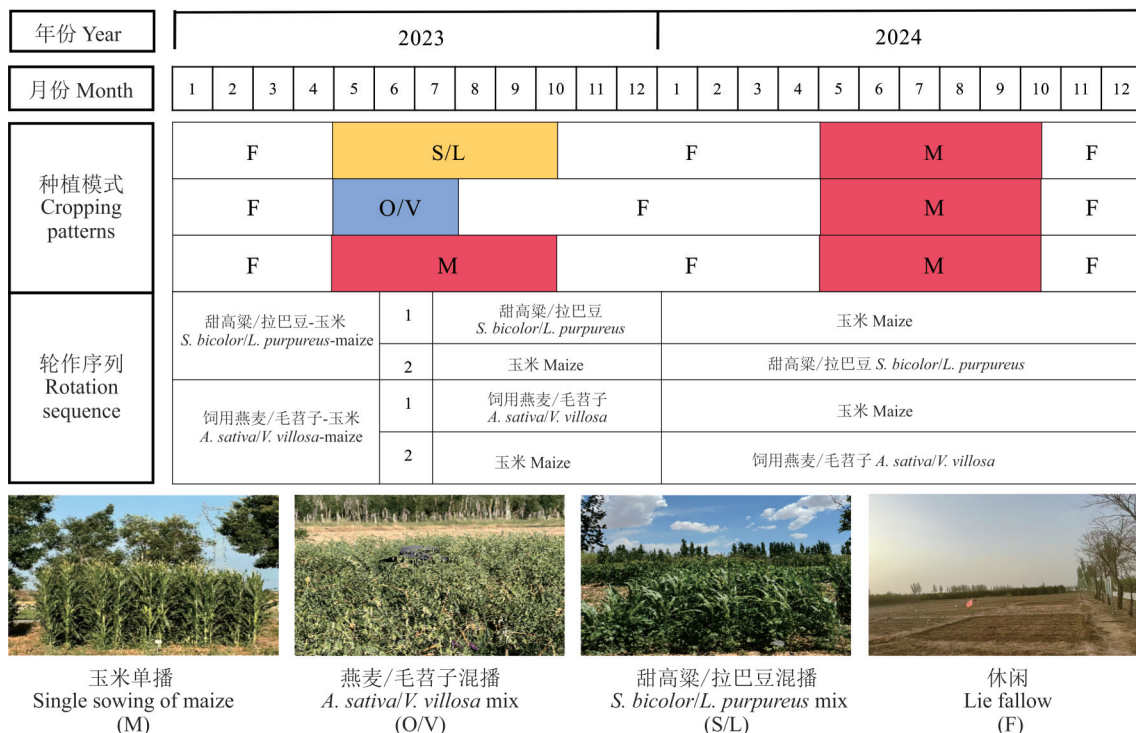 年份 Year
2023
2024
月份 Month
1 2 3 4 5 6 7 8 9 10 11 12 1 2 3 4 5 6 7 8 9 10 11 12
种植模式
Cropping
patterns
F S/L F M F
F O/V F M
F M F M F
轮作序列
Rotation
sequence
甜高粱/拉巴豆-玉米
S. bicolor/L. purpureus-maize
1
甜高粱/拉巴豆
S. bicolor/L. purpureus
玉米 Maize
2
玉米 Maize
甜高粱/拉巴豆 S. bicolor/L. purpureus
饲用燕麦/毛苕子-玉米
A. sativa/V. villosa-maize
1
饲用燕麦/毛苕子
A. sativa/V. villosa
玉米 Maize
2
玉米 Maize
饲用燕麦/毛苕子 A. sativa/V. villosa
玉米单播
Single sowing of maize
(M)
燕麦/毛苕子混播
A. sativa/V. villosa mix
(O/V)
甜高粱/拉巴豆混播
S. bicolor/L. purpureus mix
(S/L)
休闲
Lie fallow
(F)